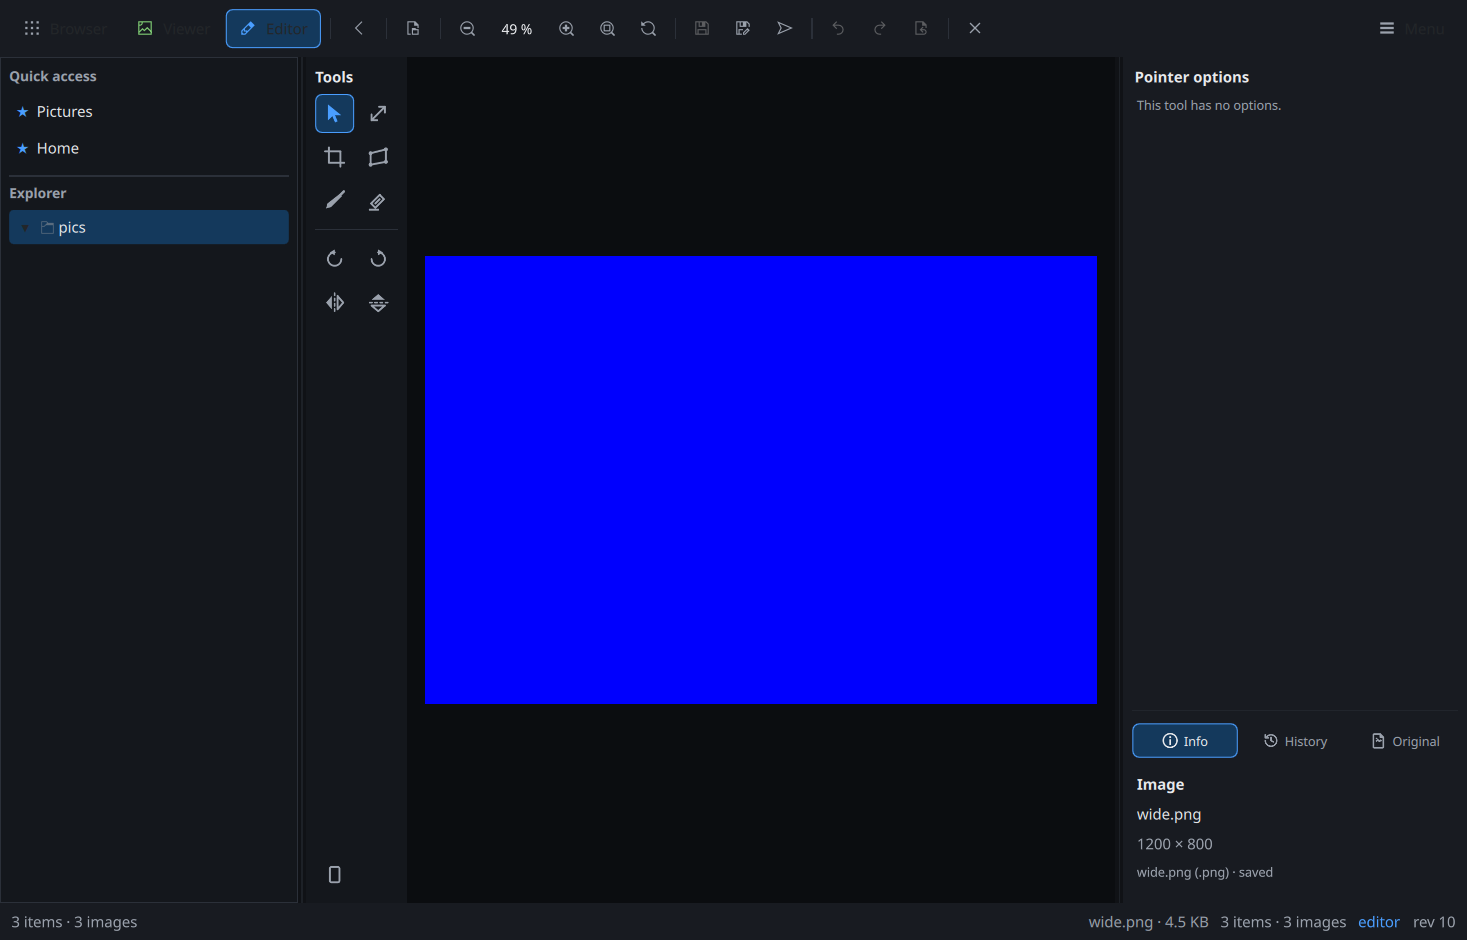 Browser Viewer Editor 49 % Menu
Quick access
Pictures
Home
Explorer
pics
Tools
Pointer options
This tool has no options.
Info History Original
Image
wide.png
1200 × 800
wide.png (.png) · saved
3 items · 3 images
wide.png · 4.5 KB 3 items · 3 images editor rev 10